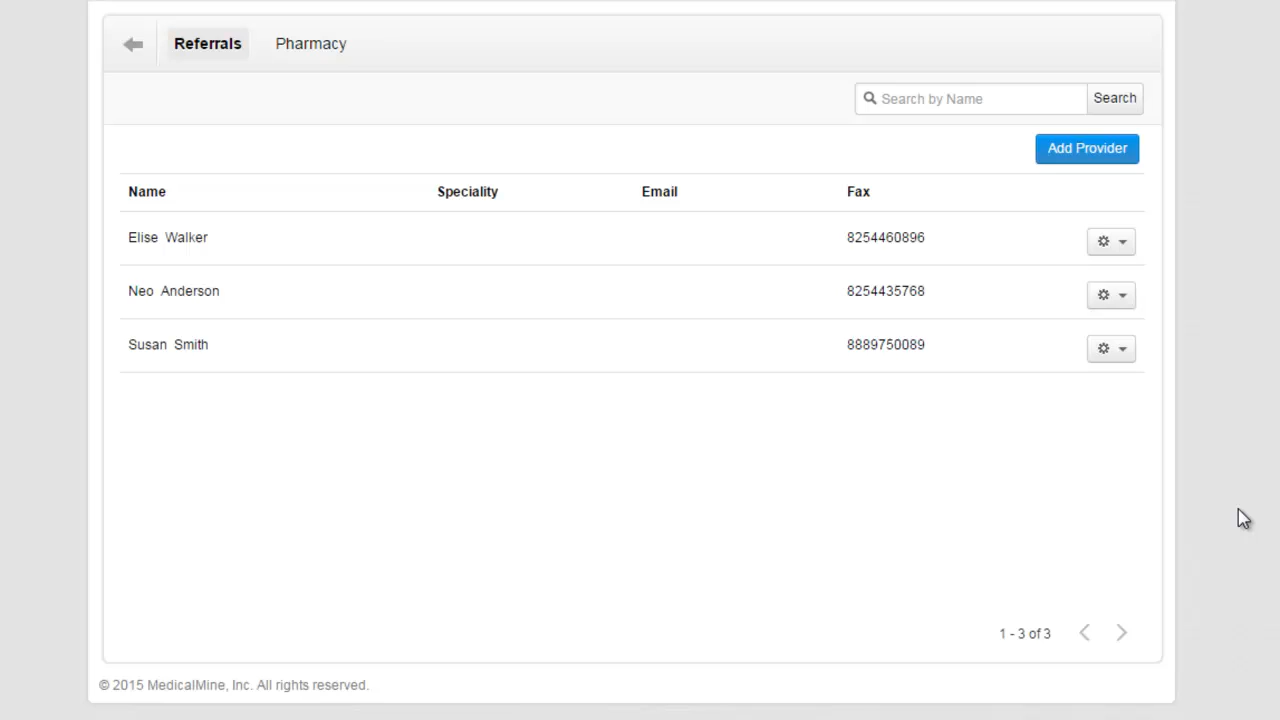 Referrals Pharmacy
Search by Name Search
Add Provider
Name Speciality Email Fax
Elise Walker 8254460896
Neo Anderson 8254435768
Susan Smith 8889750089
1 - 3 of 3
© 2015 MedicalMine, Inc. All rights reserved.